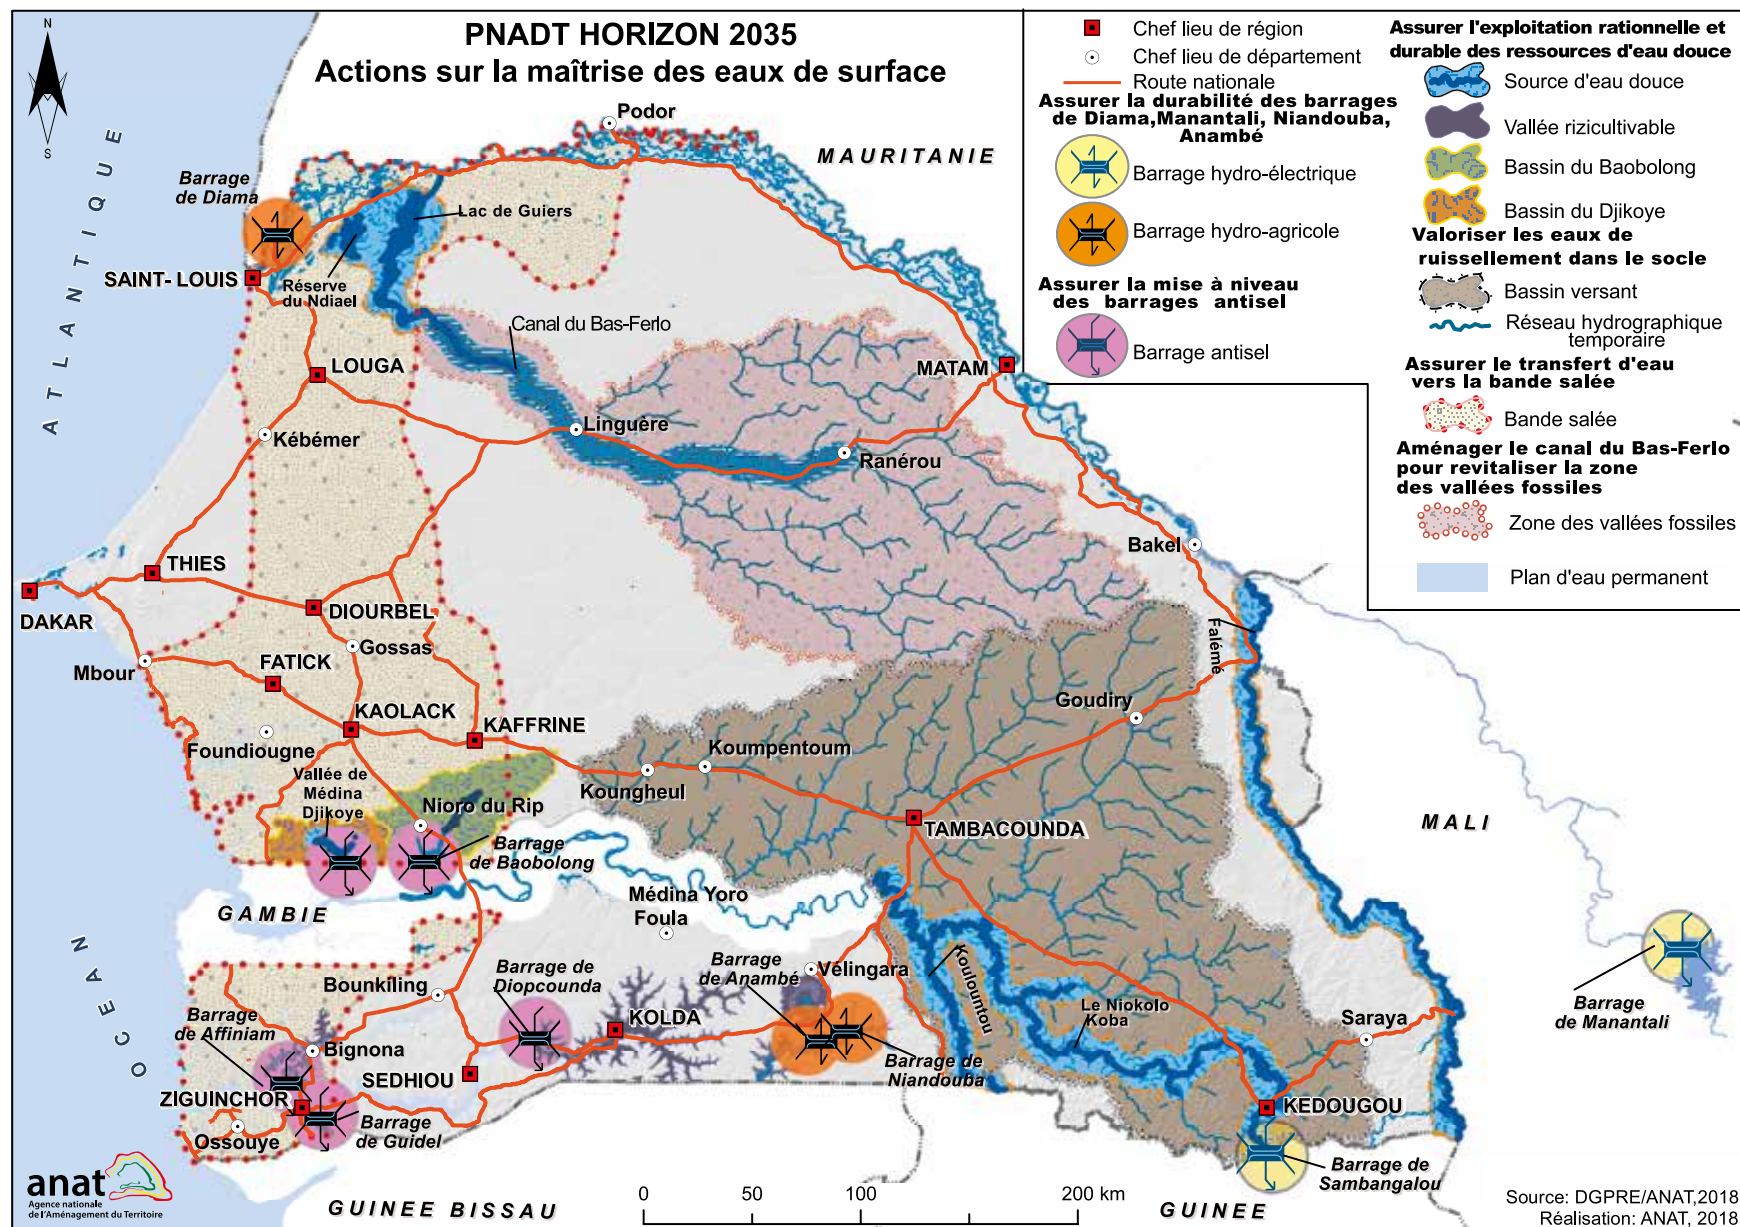 PNADT HORIZON 2035
Actions sur la maîtrise des eaux de surface
N
S
Chef lieu de région
Chef lieu de département
Route nationale
Assurer la durabilité des barrages
de Diama,Manantali, Niandouba,
Anambé
Barrage hydro-électrique
Barrage hydro-agricole
Assurer la mise à niveau
des barrages antisel
Barrage antisel
Assurer l'exploitation rationnelle et
durable des ressources d'eau douce
Source d'eau douce
Vallée rizicultivable
Bassin du Baobolong
Bassin du Djikoye
Valoriser les eaux de
ruissellement dans le socle
Bassin versant
Réseau hydrographique
temporaire
Assurer le transfert d'eau
vers la bande salée
Bande salée
Aménager le canal du Bas-Ferlo
pour revitaliser la zone
des vallées fossiles
Zone des vallées fossiles
Plan d'eau permanent
OCEAN ATLANTIQUE
Podor
MAURITANIE
Barrage
de Diama
Lac de Guiers
SAINT- LOUIS
Réserve
du Ndiael
Canal du Bas-Ferlo
LOUGA
MATAM
Kébémer
Linguère
Ranérou
Bakel
THIES
DAKAR
DIOURBEL
Gossas
Mbour
FATICK
Falémé
Goudiry
KAOLACK
KAFFRINE
Foundiougne
Koumpentoum
Koungheul
Vallée de
Médina
Djikoye
Nioro du Rip
Barrage
de Baobolong
TAMBACOUNDA
MALI
GAMBIE
Médina Yoro
Foula
Bounkiling
Barrage de
Diopcounda
Barrage
de Anambé
Vélingara
Koulountou
Le Niokolo
Koba
Barrage
de Manantali
Barrage
de Affiniam
Bignona
KOLDA
Saraya
SEDHIOU
Barrage de
Niandouba
ZIGUINCHOR
KEDOUGOU
Ossouye
Barrage
de Guidel
Barrage de
Sambangalou
anat
Agence nationale
de l'Aménagement du Territoire
GUINEE BISSAU
0 50 100 200 km
GUINEE
Source: DGPRE/ANAT,2018
Réalisation: ANAT, 2018